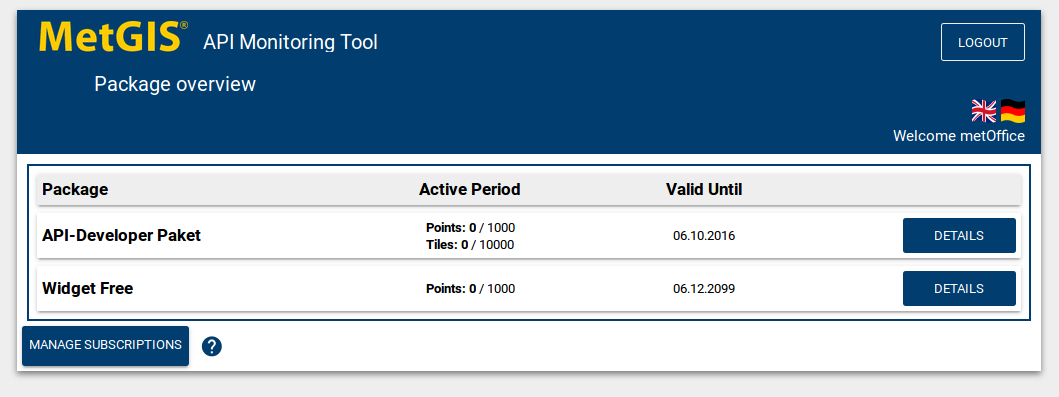 MetGIS® API Monitoring Tool LOGOUT
Package overview
Welcome metOffice
Package Active Period Valid Until
API-Developer Paket Points: 0 / 1000 06.10.2016 DETAILS
Tiles: 0 / 10000
Widget Free Points: 0 / 1000 06.12.2099 DETAILS
MANAGE SUBSCRIPTIONS ?